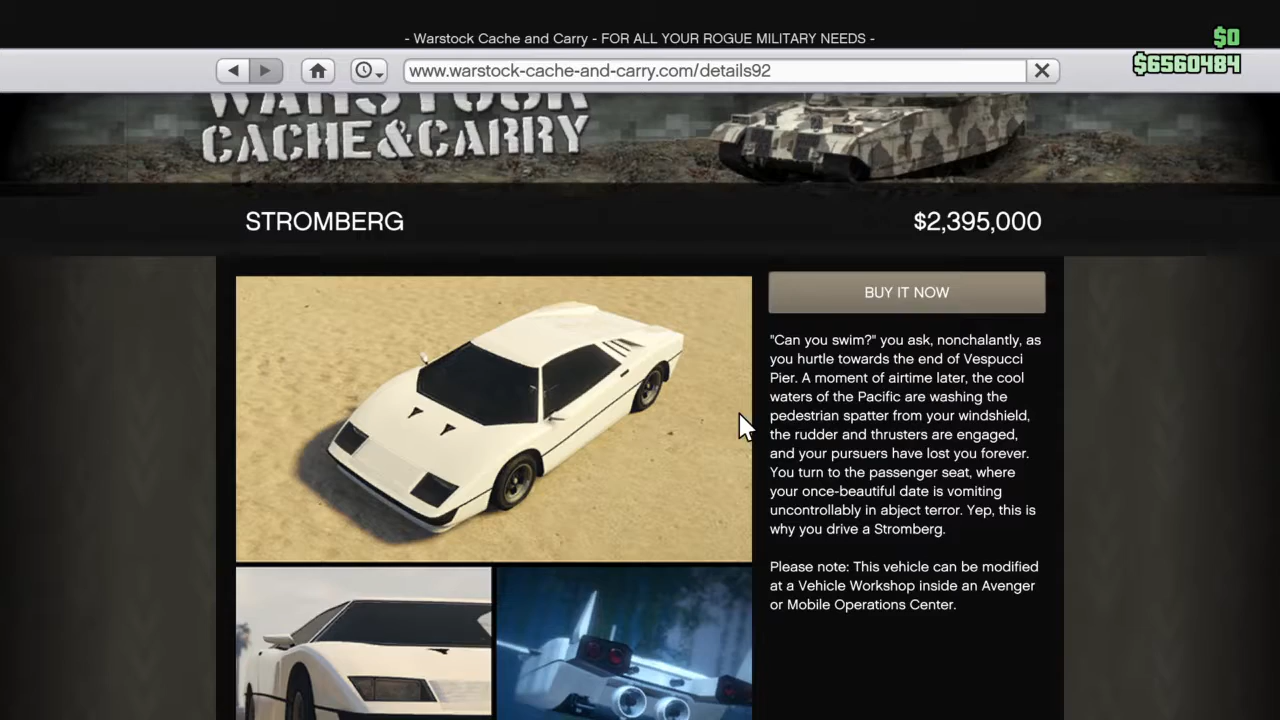 - Warstock Cache and Carry - FOR ALL YOUR ROGUE MILITARY NEEDS -
$0
$6560484
www.warstock-cache-and-carry.com/details92
WARSTOCK
CACHE&CARRY
STROMBERG
$2,395,000
BUY IT NOW
"Can you swim?" you ask, nonchalantly, as
you hurtle towards the end of Vespucci
Pier. A moment of airtime later, the cool
waters of the Pacific are washing the
pedestrian spatter from your windshield,
the rudder and thrusters are engaged,
and your pursuers have lost you forever.
You turn to the passenger seat, where
your once-beautiful date is vomiting
uncontrollably in abject terror. Yep, this is
why you drive a Stromberg.
Please note: This vehicle can be modified
at a Vehicle Workshop inside an Avenger
or Mobile Operations Center.